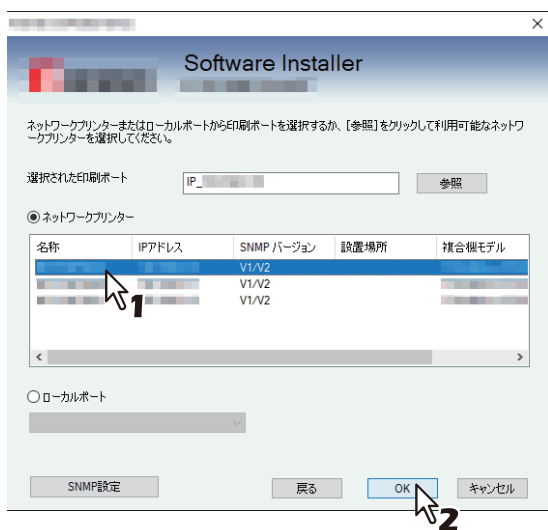 Software Installer
ネットワークプリンターまたはローカルポートから印刷ポートを選択するか、[参照]をクリックして利用可能なネットワ
ークプリンターを選択してください。
選択された印刷ポート
IP_
参照
ネットワークプリンター
名称 IPアドレス SNMP バージョン 設置場所 複合機モデル
V1/V2
V1/V2
V1/V2
1
ローカルポート
SNMP設定 戻る OK キャンセル
2